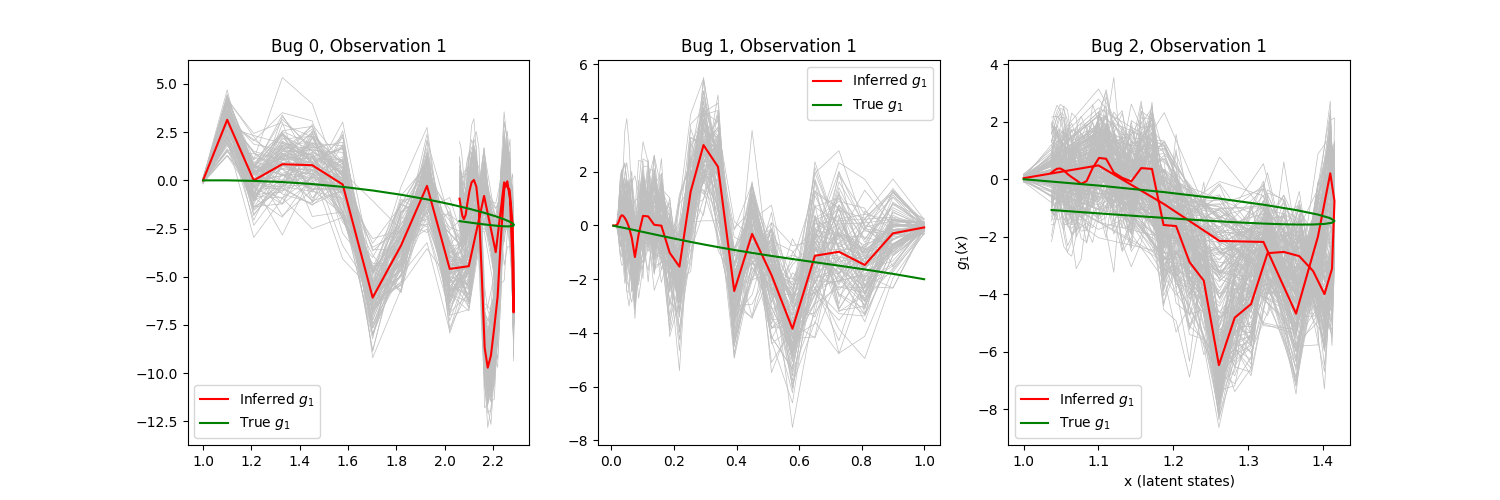 Bug 0, Observation 1
5.0
2.5
0.0
−2.5
−5.0
−7.5
−10.0
−12.5
Inferred g₁
True g₁
1.0 1.2 1.4 1.6 1.8 2.0 2.2
Bug 1, Observation 1
6
4
2
0
−2
−4
−6
−8
Inferred g₁
True g₁
0.0 0.2 0.4 0.6 0.8 1.0
Bug 2, Observation 1
4
2
0
−2
−4
−6
−8
g₁(x)
Inferred g₁
True g₁
1.0 1.1 1.2 1.3 1.4
x (latent states)